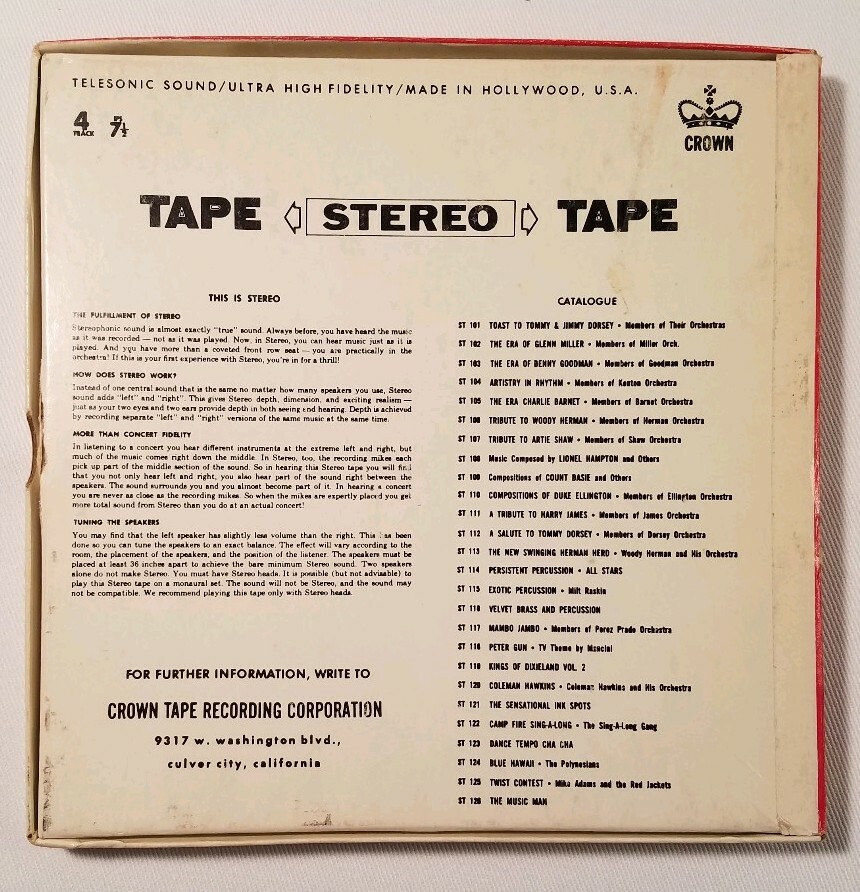 TELESONIC SOUND/ULTRA HIGH FIDELITY/MADE IN HOLLYWOOD, U.S.A.
4 TRACK 7½ IPS
CROWN
TAPE STEREO TAPE
THIS IS STEREO
THE FULFILLMENT OF STEREO
Stereophonic sound is almost exactly "true" sound. Always before, you have heard the music
as it was recorded — not as it was played. Now, in Stereo, you can hear music just as it is
played. And you have more than a coveted front row seat — you are practically in the
orchestra! If this is your first experience with Stereo, you're in for a thrill!
HOW DOES STEREO WORK?
Instead of one central sound that is the same no matter how many speakers you use, Stereo
sound adds "left" and "right". This gives Stereo depth, dimension, and exciting realism —
just as your two eyes and two ears provide depth in both seeing and hearing. Depth is achieved
by recording separate "left" and "right" versions of the same music at the same time.
MORE THAN CONCERT FIDELITY
In listening to a concert you hear different instruments at the extreme left and right, but
much of the music comes right down the middle. In Stereo, too, the recording mikes each
pick up part of the middle section of the sound. So in hearing this Stereo tape you will find
that you not only hear left and right, you also hear part of the sound right between the
speakers. The sound surrounds you and you almost become part of it. In hearing a concert
you are never as close as the recording mikes. So when the mikes are expertly placed you get
more total sound from Stereo than you do at an actual concert!
TUNING THE SPEAKERS
You may find that the left speaker has slightly less volume than the right. This has been
done so you can tune the speakers to an exact balance. The effect will vary according to the
room, the placement of the speakers, and the position of the listener. The speakers must be
placed at least 36 inches apart to achieve the bare minimum Stereo sound. Two speakers
alone do not make Stereo. You must have Stereo heads. It is possible (but not advisable) to
play this Stereo tape on a monaural set. The sound will not be Stereo, and the sound may
not be compatible. We recommend playing this tape only with Stereo heads.
FOR FURTHER INFORMATION, WRITE TO
CROWN TAPE RECORDING CORPORATION
9317 w. washington blvd.,
culver city, california
CATALOGUE
ST 101 TOAST TO TOMMY & JIMMY DORSEY • Members of Their Orchestras
ST 102 THE ERA OF GLENN MILLER • Members of Miller Orch.
ST 103 THE ERA OF BENNY GOODMAN • Members of Goodman Orchestra
ST 104 ARTISTRY IN RHYTHM • Members of Kenton Orchestra
ST 105 THE ERA CHARLIE BARNET • Members of Barnet Orchestra
ST 106 TRIBUTE TO WOODY HERMAN • Members of Herman Orchestra
ST 107 TRIBUTE TO ARTIE SHAW • Members of Shaw Orchestra
ST 108 Music Composed by LIONEL HAMPTON and Others
ST 109 Compositions of COUNT BASIE and Others
ST 110 COMPOSITIONS OF DUKE ELLINGTON • Members of Ellington Orchestra
ST 111 A TRIBUTE TO HARRY JAMES • Members of James Orchestra
ST 112 A SALUTE TO TOMMY DORSEY • Members of Dorsey Orchestra
ST 113 THE NEW SWINGING HERMAN HERD • Woody Herman and His Orchestra
ST 114 PERSISTENT PERCUSSION • ALL STARS
ST 115 EXOTIC PERCUSSION • Milt Raskin
ST 116 VELVET BRASS AND PERCUSSION
ST 117 MAMBO JAMBO • Members of Perez Prado Orchestra
ST 118 PETER GUN • TV Theme by Mancini
ST 119 KINGS OF DIXIELAND VOL. 2
ST 120 COLEMAN HAWKINS • Coleman Hawkins and His Orchestra
ST 121 THE SENSATIONAL INK SPOTS
ST 122 CAMP FIRE SING-A-LONG • The Sing-A-Long Gang
ST 123 DANCE TEMPO CHA CHA
ST 124 BLUE HAWAII • The Polynesians
ST 125 TWIST CONTEST • Mike Adams and the Red Jackets
ST 126 THE MUSIC MAN